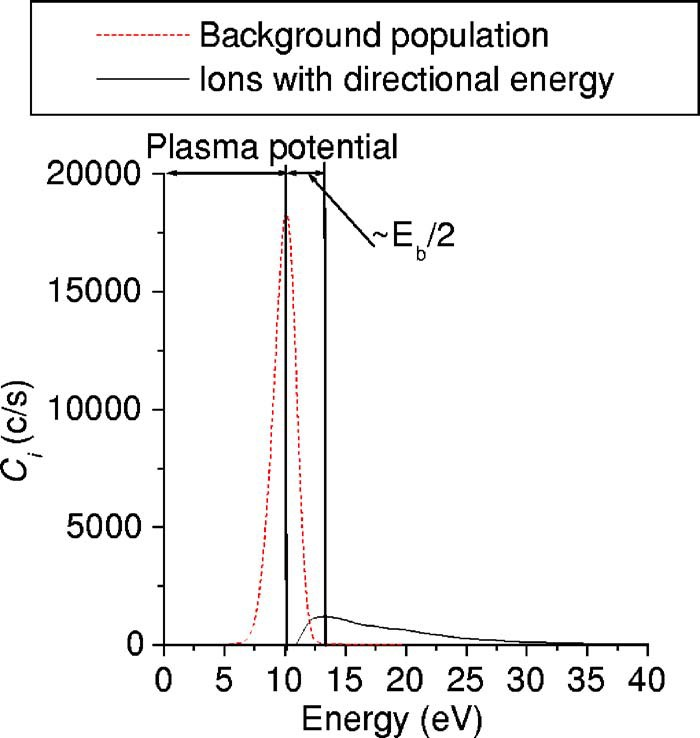 Background population
Ions with directional energy
Plasma potential
20000
~E_b/2
15000
10000
C_i (c/s)
5000
0
0 5 10 15 20 25 30 35 40
Energy (eV)